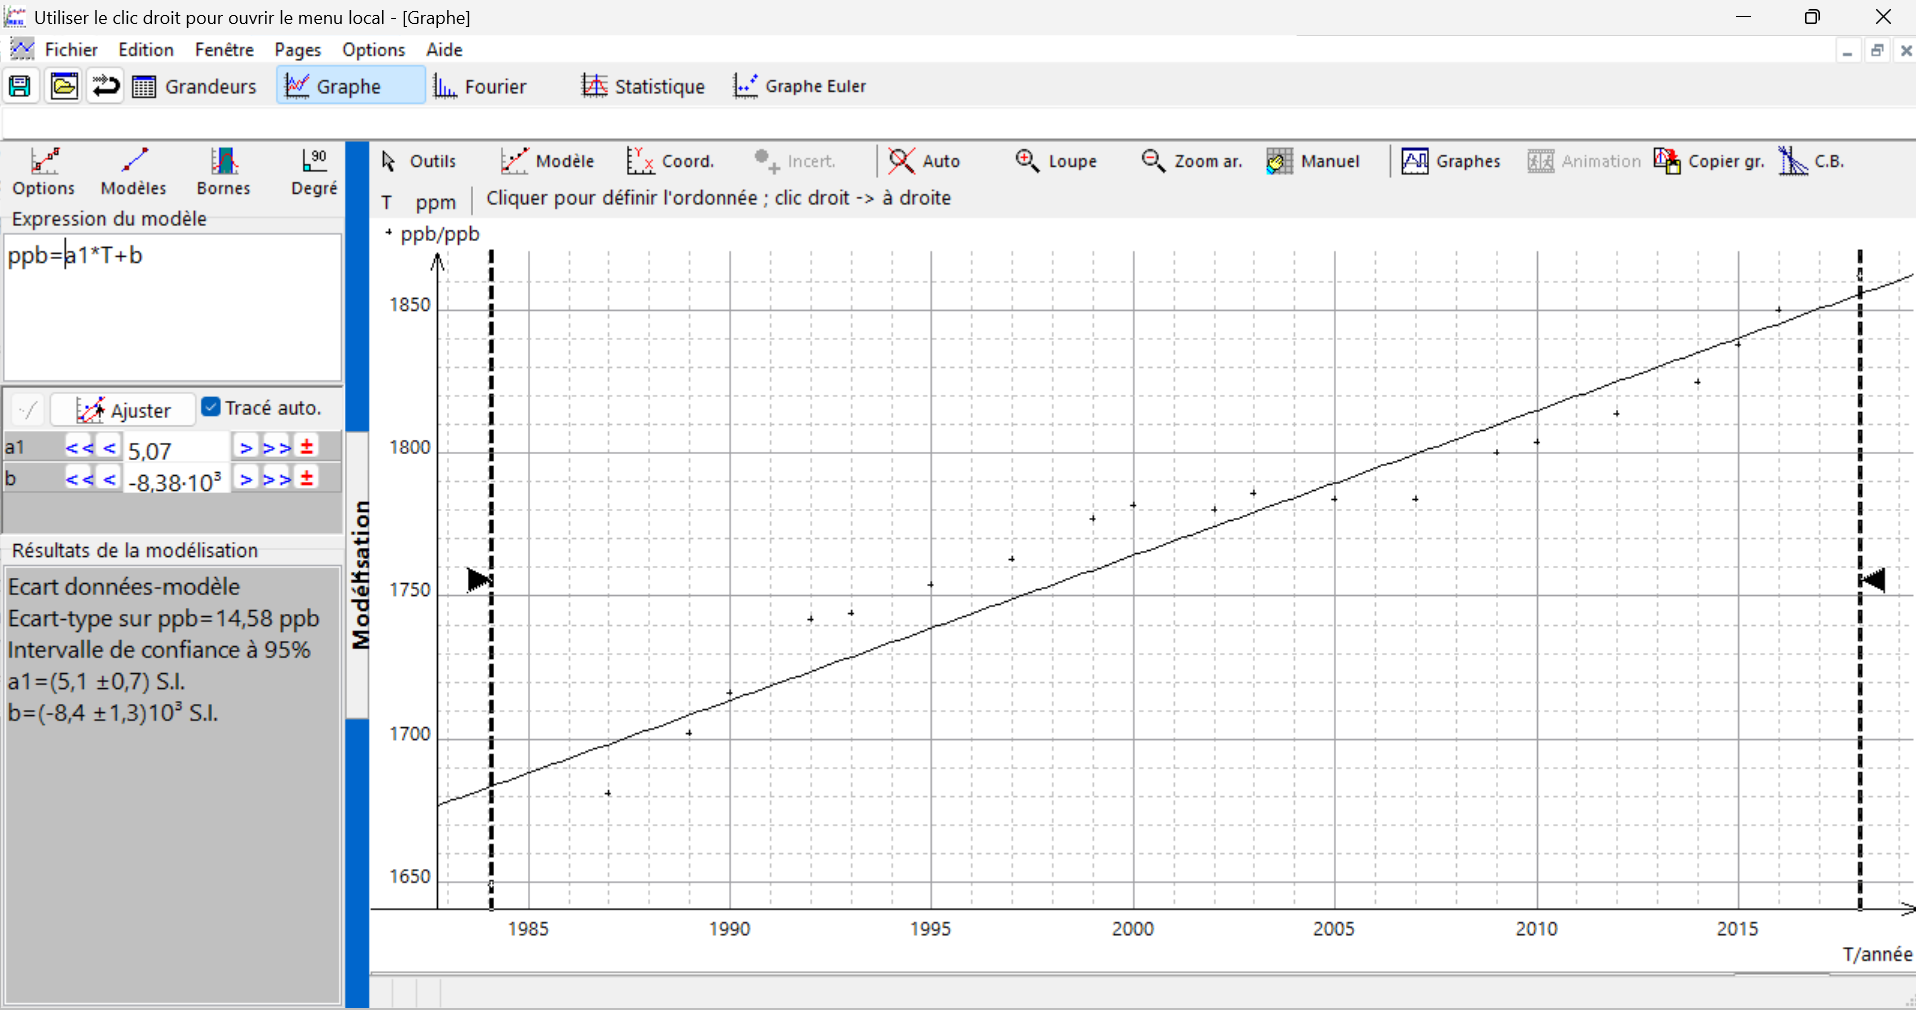 Utiliser le clic droit pour ouvrir le menu local - [Graphe]
Fichier Edition Fenêtre Pages Options Aide
Grandeurs Graphe Fourier Statistique Graphe Euler
Options Modèles Bornes Degré
Outils Modèle Coord. Incert. Auto Loupe Zoom ar. Manuel Graphes Animation Copier gr. C.B.
T ppm Cliquer pour définir l'ordonnée ; clic droit -> à droite
Expression du modèle
ppb=a1*T+b
Ajuster Tracé auto.
a1 << < 5,07 > >> ±
b << < -8,38·10³ > >> ±
Résultats de la modélisation
Ecart données-modèle
Ecart-type sur ppb=14,58 ppb
Intervalle de confiance à 95%
a1=(5,1 ±0,7) S.I.
b=(-8,4 ±1,3)10³ S.I.
Modélisation
ppb/ppb
1850
1800
1750
1700
1650
1985 1990 1995 2000 2005 2010 2015
T/année